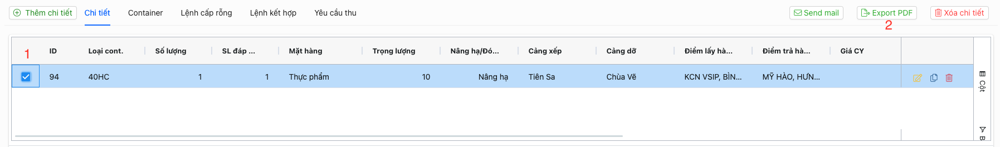 Thêm chi tiết Chi tiết Container Lệnh cấp rỗng Lệnh kết hợp Yêu cầu thu Send mail Export PDF Xóa chi tiết
2
1 ID Loại cont. Số lượng SL đáp ... Mặt hàng Trọng lượng Nâng hạ/Đó... Cảng xếp Cảng dỡ Điểm lấy hà... Điểm trả hà... Giá CY
94 40HC 1 1 Thực phẩm 10 Nâng hạ Tiên Sa Chùa Vẽ KCN VSIP, BÌN... MỸ HÀO, HƯN...
Cột
B